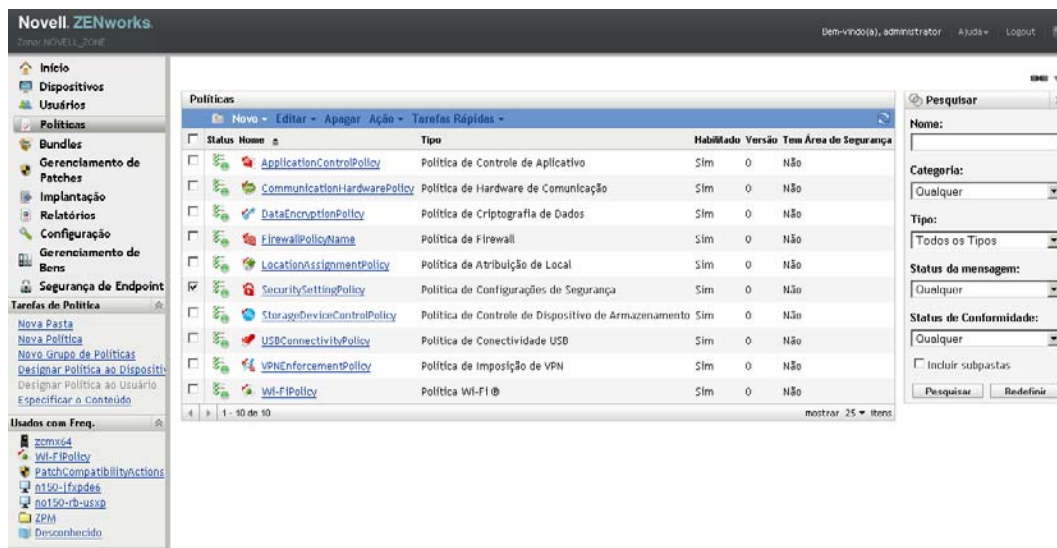 Novell. ZENworks.
Zona: NOVELL_ZONE
Bem-vindo(a), administrator
Ajuda
Logout
Início
Dispositivos
Usuários
Políticas
Bundles
Gerenciamento de Patches
Implantação
Relatórios
Configuração
Gerenciamento de Bens
Segurança de Endpoint
Tarefas de Política
Nova Pasta
Nova Política
Novo Grupo de Políticas
Designar Política ao Dispositiv
Designar Política ao Usuário
Especificar o Conteúdo
Usados com Freq.
zcmx64
Wi-FiPolicy
PatchCompatibilityActions
n150-jfxpde6
no150-rb-usxp
ZPM
Desconhecido
Políticas
Novo Editar Apagar Ação Tarefas Rápidas
Status Nome Tipo Habilitado Versão Tem Área de Segurança
ApplicationControlPolicy Política de Controle de Aplicativo Sim 0 Não
CommunicationHardwarePolicy Política de Hardware de Comunicação Sim 0 Não
DataEncryptionPolicy Política de Criptografia de Dados Sim 0 Não
FirewallPolicyName Política de Firewall Sim 0 Não
LocationAssignmentPolicy Política de Atribuição de Local Sim 0 Não
SecuritySettingPolicy Política de Configurações de Segurança Sim 0 Não
StorageDeviceControlPolicy Política de Controle de Dispositivo de Armazenamento Sim 0 Não
USBConnectivityPolicy Política de Conectividade USB Sim 0 Não
VPNEnforcementPolicy Política de Imposição de VPN Sim 0 Não
Wi-FiPolicy Política Wi-Fi ® Sim 0 Não
1 - 10 de 10
mostrar 25 itens
Pesquisar
Nome:
Categoria:
Qualquer
Tipo:
Todos os Tipos
Status da mensagem:
Qualquer
Status de Conformidade:
Qualquer
Incluir subpastas
Pesquisar Redefinir